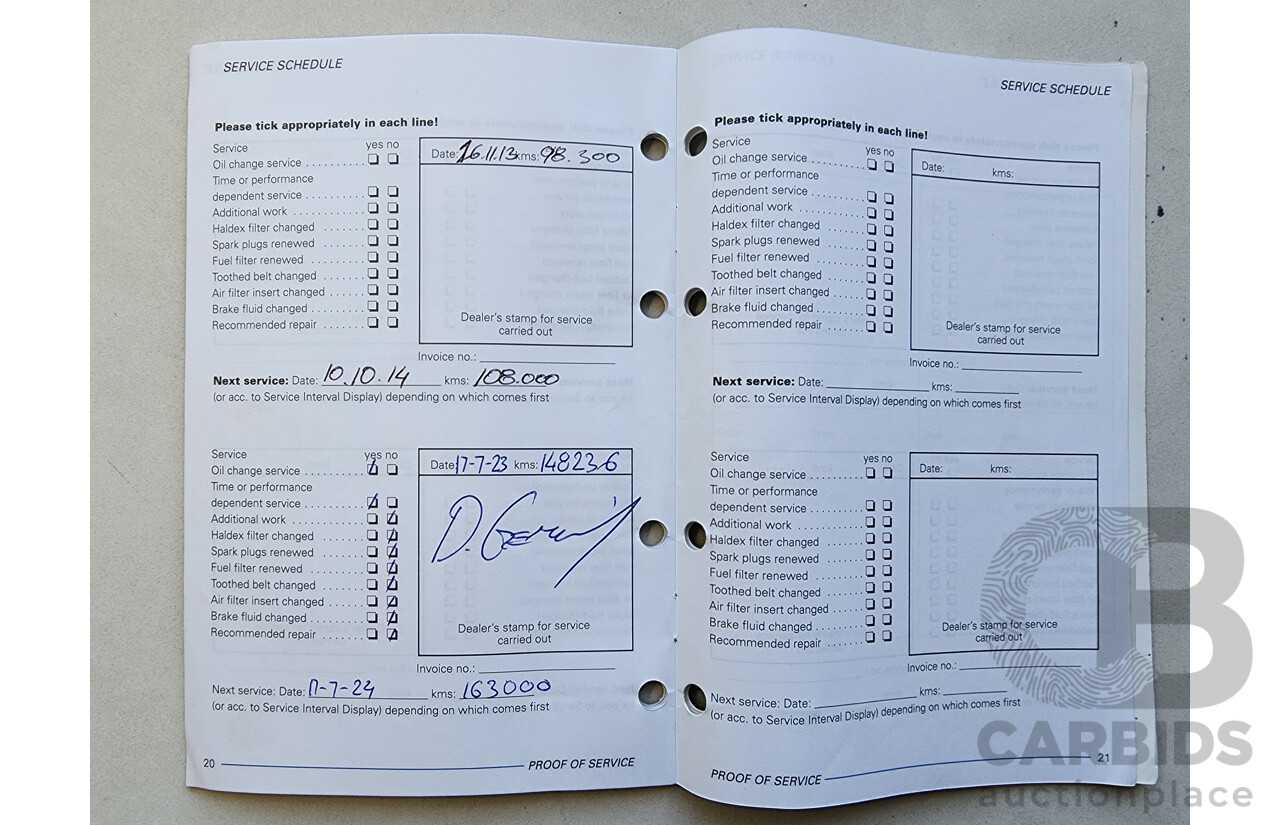 SERVICE SCHEDULE
Please tick appropriately in each line!
Service yes no
Oil change service ..........
Time or performance
dependent service .........
Additional work ...........
Haldex filter changed ......
Spark plugs renewed .......
Fuel filter renewed ........
Toothed belt changed ......
Air filter insert changed ......
Brake fluid changed .........
Recommended repair .......
Date: 16.11.13 kms: 98.300
Dealer's stamp for service
carried out
Invoice no.:
Next service: Date: 10.10.14 kms: 108.000
(or acc. to Service Interval Display) depending on which comes first
Service yes no
Oil change service ..........
Time or performance
dependent service .........
Additional work ...........
Haldex filter changed ......
Spark plugs renewed .......
Fuel filter renewed ........
Toothed belt changed ......
Air filter insert changed ......
Brake fluid changed .........
Recommended repair .......
Date: 17-7-23 kms: 148236
Dealer's stamp for service
carried out
Invoice no.:
Next service: Date: 17-7-24 kms: 163000
(or acc. to Service Interval Display) depending on which comes first
20 PROOF OF SERVICE
SERVICE SCHEDULE
Please tick appropriately in each line!
Service yes no
Oil change service ..........
Time or performance
dependent service .........
Additional work ...........
Haldex filter changed ......
Spark plugs renewed .......
Fuel filter renewed ........
Toothed belt changed ......
Air filter insert changed ......
Brake fluid changed .........
Recommended repair .......
Date: kms:
Dealer's stamp for service
carried out
Invoice no.:
Next service: Date: kms:
(or acc. to Service Interval Display) depending on which comes first
Service yes no
Oil change service ..........
Time or performance
dependent service .........
Additional work ...........
Haldex filter changed ......
Spark plugs renewed .......
Fuel filter renewed ........
Toothed belt changed ......
Air filter insert changed ......
Brake fluid changed .........
Recommended repair .......
Date: kms:
Dealer's stamp for service
carried out
Invoice no.:
Next service: Date: kms:
(or acc. to Service Interval Display) depending on which comes first
PROOF OF SERVICE 21
CARBIDS
auctionplace